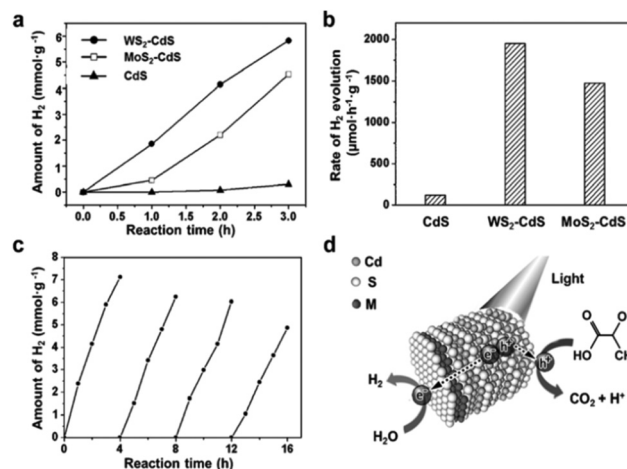 a
WS₂-CdS
MoS₂-CdS
CdS
Amount of H₂ (mmol·g⁻¹)
6
5
4
3
2
1
0
0.0 0.5 1.0 1.5 2.0 2.5 3.0
Reaction time (h)
b
Rate of H₂ evolution
(μmol·h⁻¹·g⁻¹)
2000
1500
1000
500
0
CdS WS₂-CdS MoS₂-CdS
c
Amount of H₂ (mmol·g⁻¹)
8
7
6
5
4
3
2
1
0
0 4 8 12 16
Reaction time (h)
d
Cd
S
M
Light
e⁻ h⁺
h⁺
e⁻
O
O
HO
CH
H₂
H₂O
CO₂ + H⁺